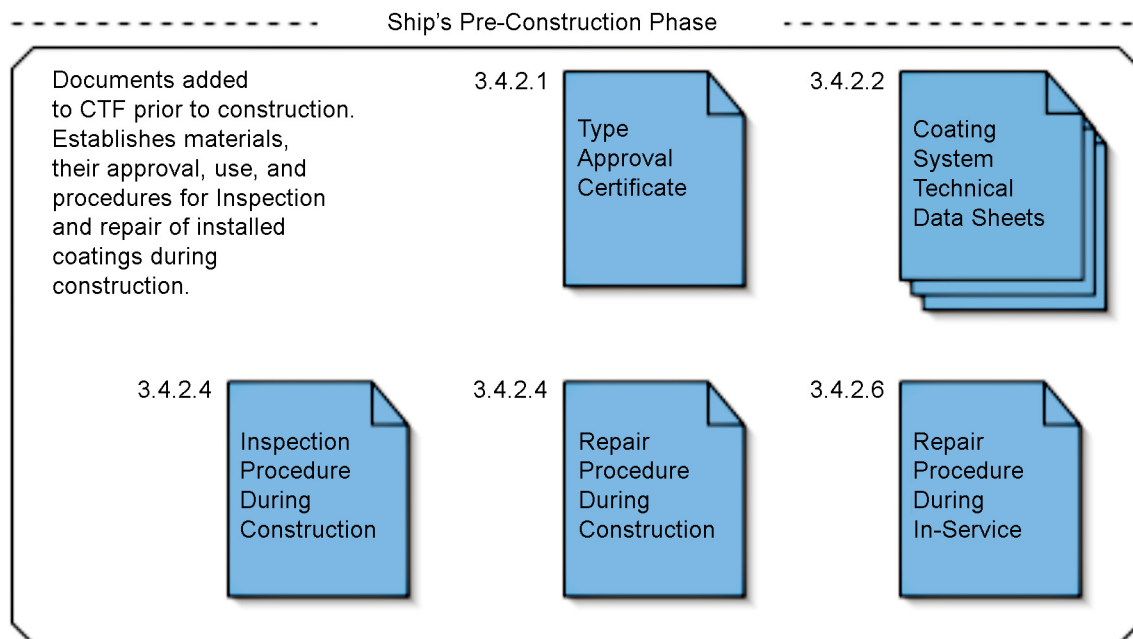 Ship's Pre-Construction Phase
Documents added
to CTF prior to construction.
Establishes materials,
their approval, use, and
procedures for Inspection
and repair of installed
coatings during
construction.
3.4.2.1
Type
Approval
Certificate
3.4.2.2
Coating
System
Technical
Data Sheets
3.4.2.4
Inspection
Procedure
During
Construction
3.4.2.4
Repair
Procedure
During
Construction
3.4.2.6
Repair
Procedure
During
In-Service